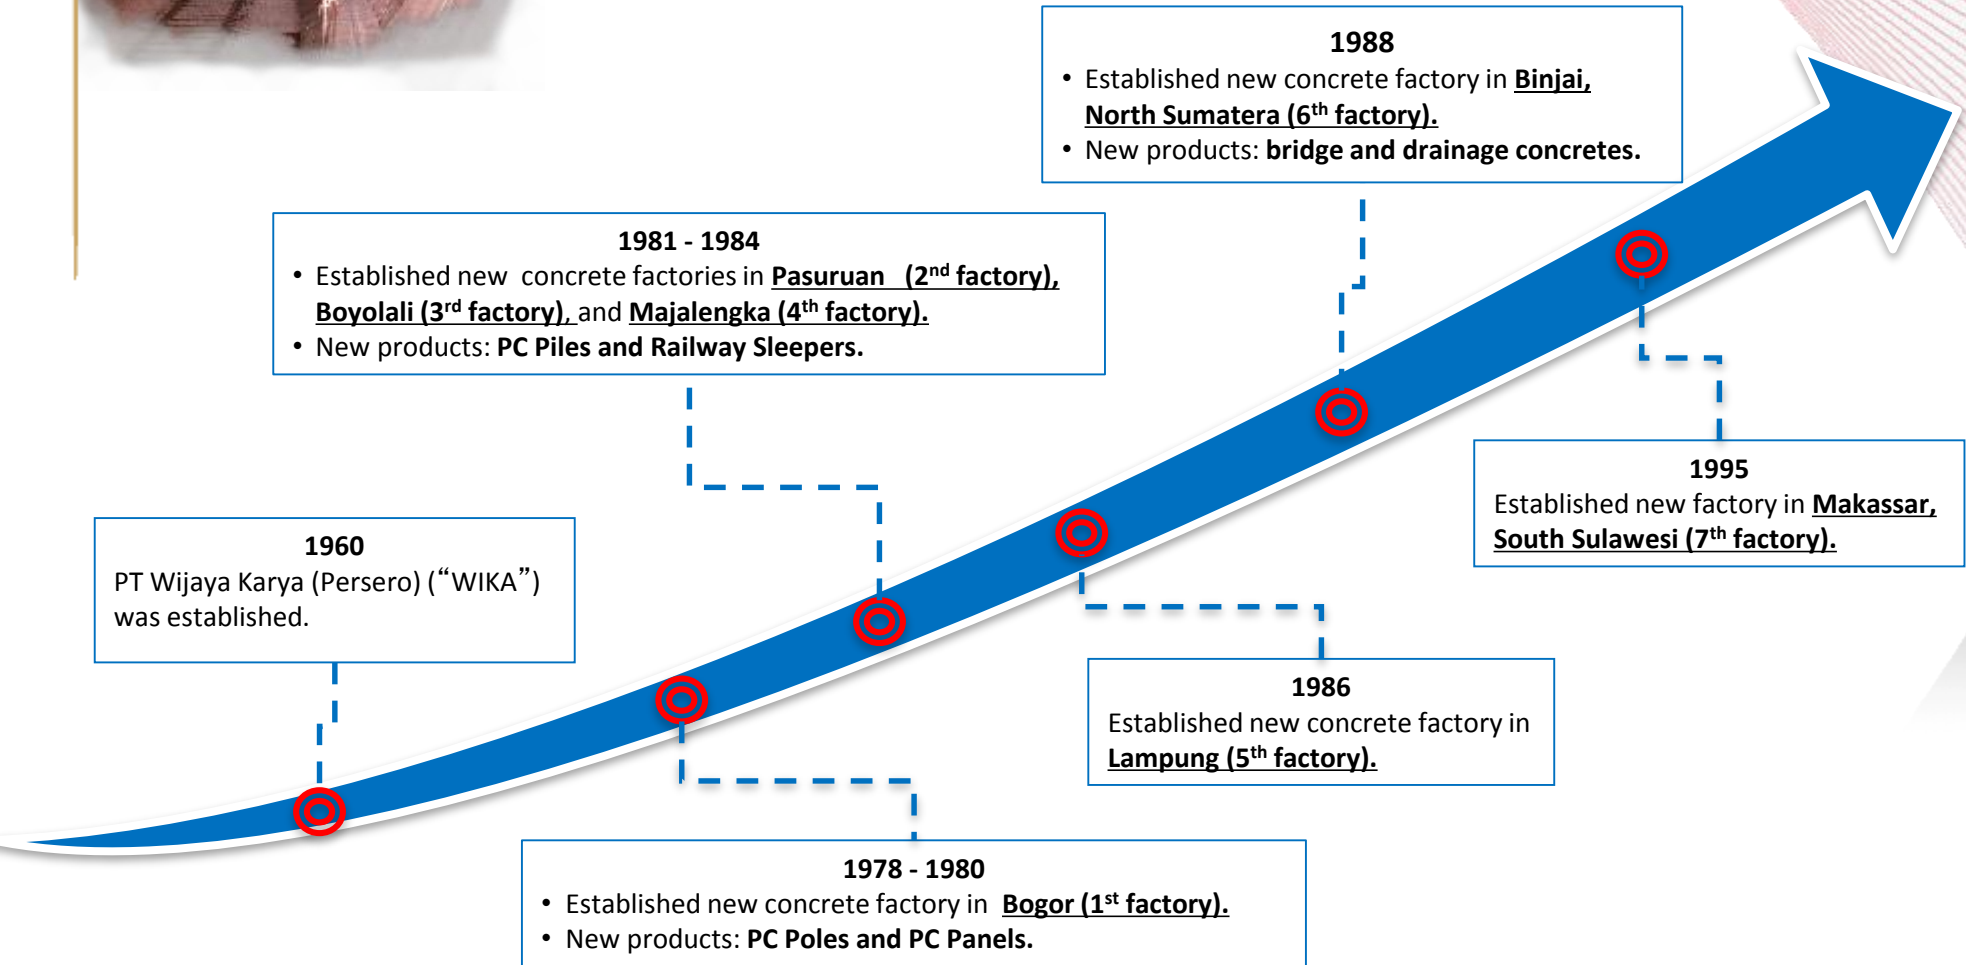 1988
• Established new concrete factory in Binjai,
North Sumatera (6th factory).
• New products: bridge and drainage concretes.
1981 - 1984
• Established new concrete factories in Pasuruan (2nd factory),
Boyolali (3rd factory), and Majalengka (4th factory).
• New products: PC Piles and Railway Sleepers.
1995
Established new factory in Makassar,
South Sulawesi (7th factory).
1960
PT Wijaya Karya (Persero) (“WIKA”)
was established.
1986
Established new concrete factory in
Lampung (5th factory).
1978 - 1980
• Established new concrete factory in Bogor (1st factory).
• New products: PC Poles and PC Panels.